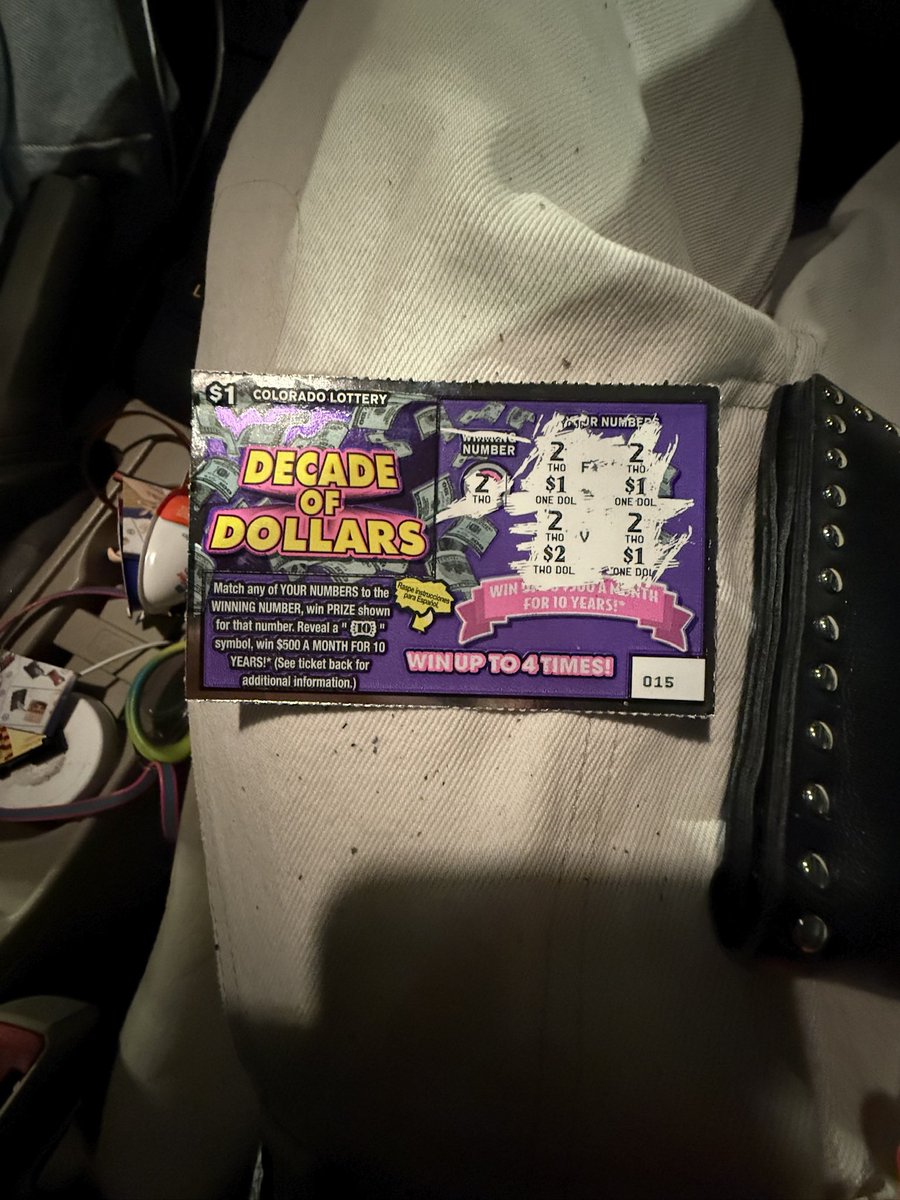 $1 COLORADO LOTTERY
DECADE
OF
DOLLARS
Match any of YOUR NUMBERS to the
WINNING NUMBER, win PRIZE shown
for that number. Reveal a "
"
symbol, win $500 A MONTH FOR 10
YEARS!* (See ticket back for
additional information.)
Raspe instrucciones
para Español.
WINNING
NUMBER
2
TWO
NUMBERS
2 2
TWO TWO
$1 $1
ONE DOL ONE DOL
2 2
TWO TWO
$2 $1
TWO DOL ONE DOL
WIN A MONTH
FOR 10 YEARS!*
WIN UP TO 4 TIMES!
015